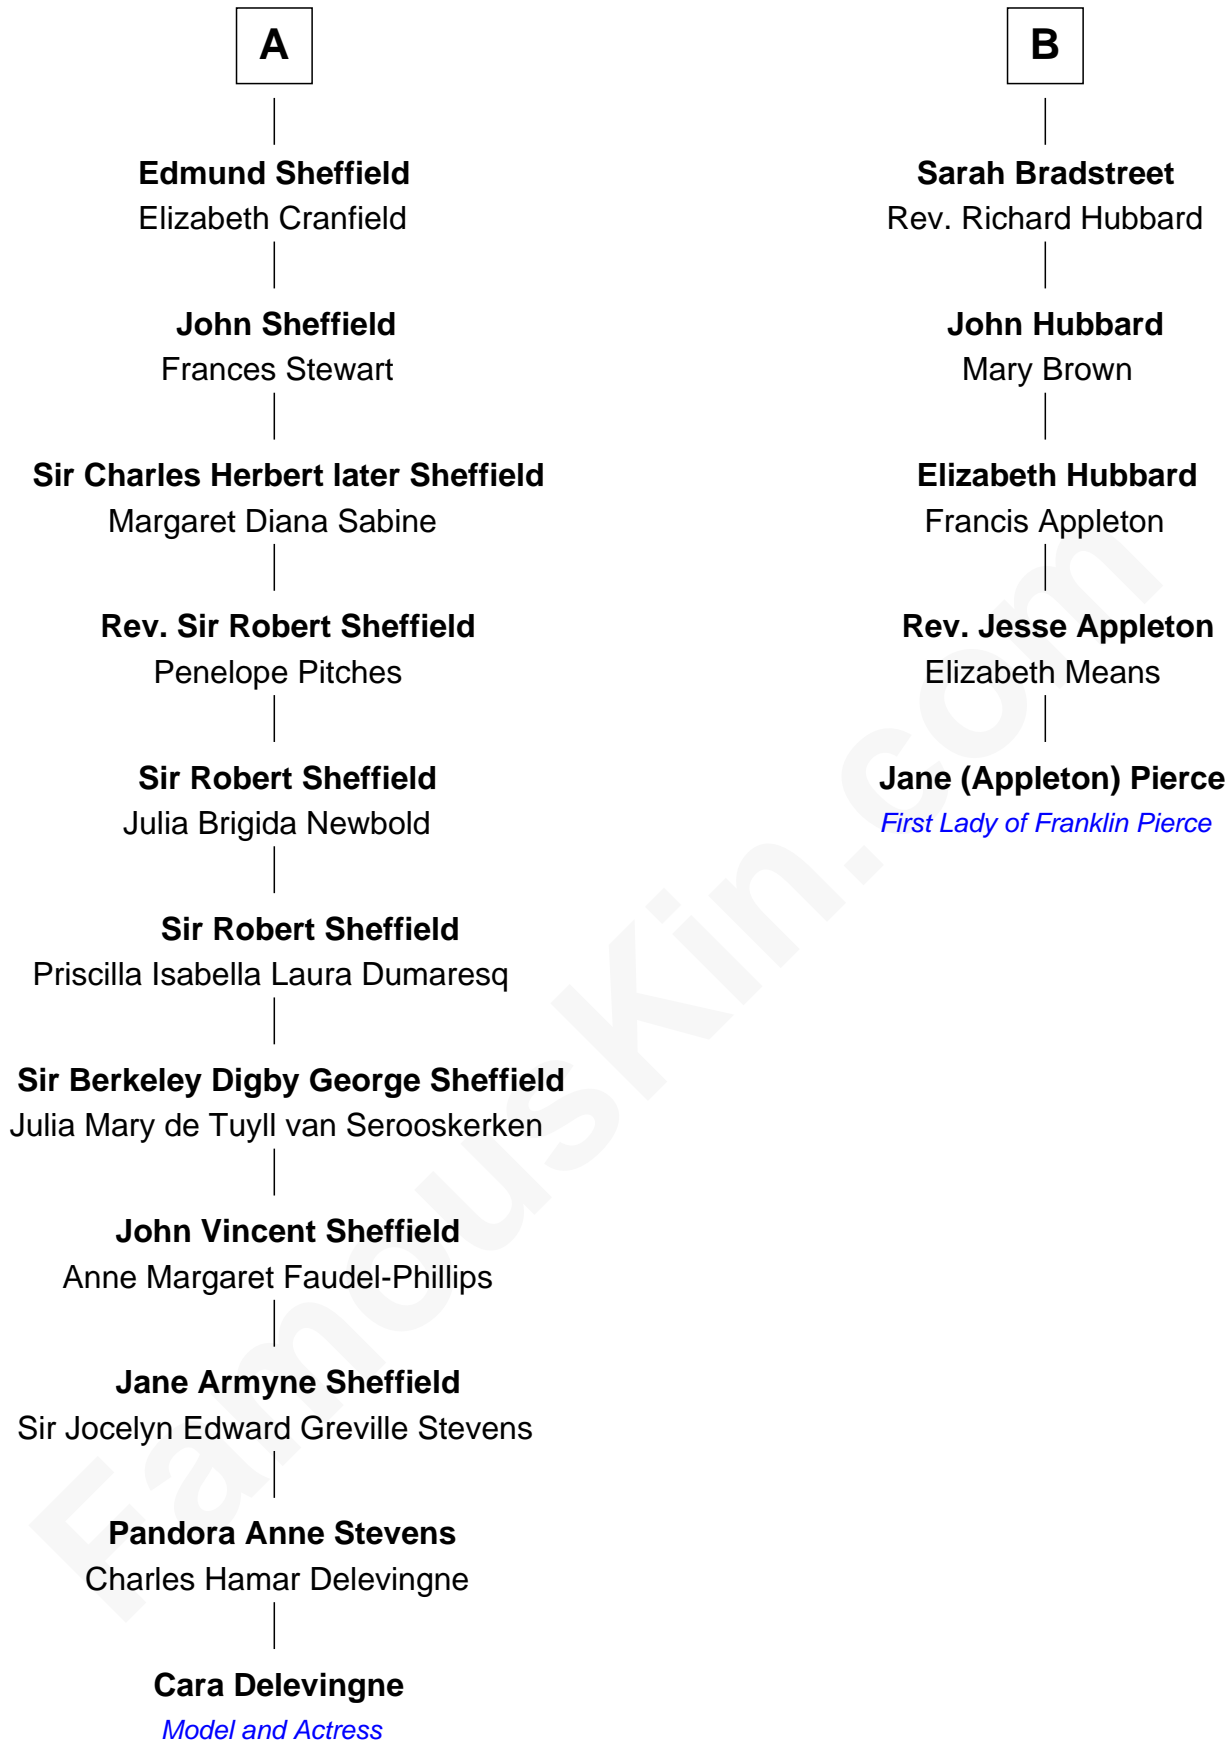 A
Edmund Sheffield
Elizabeth Cranfield
John Sheffield
Frances Stewart
Sir Charles Herbert later Sheffield
Margaret Diana Sabine
Rev. Sir Robert Sheffield
Penelope Pitches
Sir Robert Sheffield
Julia Brigida Newbold
Sir Robert Sheffield
Priscilla Isabella Laura Dumaresq
Sir Berkeley Digby George Sheffield
Julia Mary de Tuyll van Serooskerken
John Vincent Sheffield
Anne Margaret Faudel-Phillips
Jane Armyne Sheffield
Sir Jocelyn Edward Greville Stevens
Pandora Anne Stevens
Charles Hamar Delevingne
Cara Delevingne
Model and Actress
B
Sarah Bradstreet
Rev. Richard Hubbard
John Hubbard
Mary Brown
Elizabeth Hubbard
Francis Appleton
Rev. Jesse Appleton
Elizabeth Means
Jane (Appleton) Pierce
First Lady of Franklin Pierce
FamousKin.com